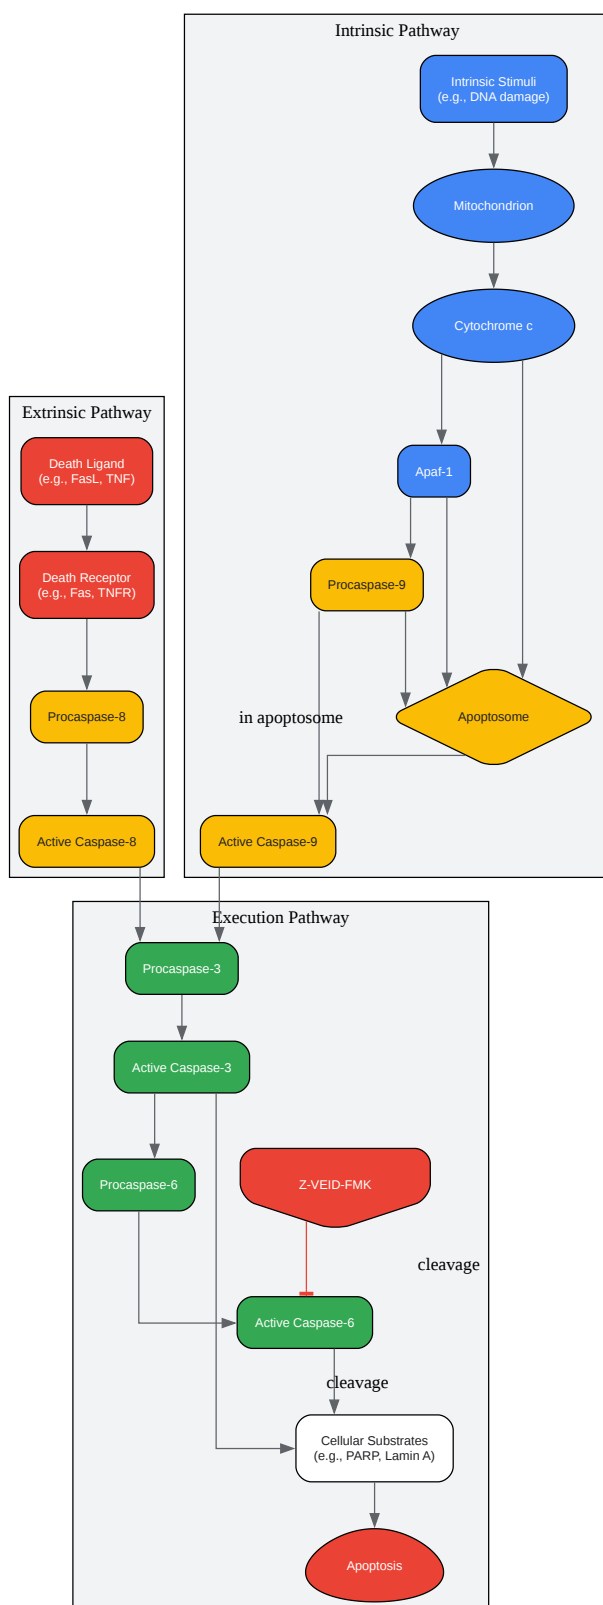 Intrinsic Pathway
Intrinsic Stimuli
(e.g., DNA damage)
Mitochondrion
Cytochrome c
Extrinsic Pathway
Death Ligand
(e.g., FasL, TNF)
Apaf-1
Death Receptor
(e.g., Fas, TNFR)
Procaspase-9
Procaspase-8
in apoptosome
Apoptosome
Active Caspase-8
Active Caspase-9
Execution Pathway
Procaspase-3
Active Caspase-3
Procaspase-6
Z-VEID-FMK
cleavage
Active Caspase-6
cleavage
Cellular Substrates
(e.g., PARP, Lamin A)
Apoptosis